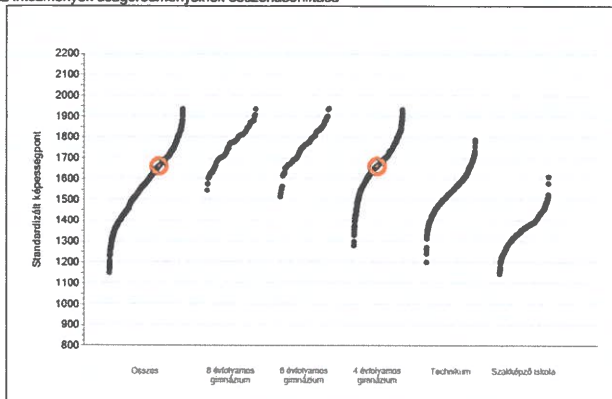 Standardizált képességpont
2200
2100
2000
1900
1800
1700
1600
1500
1400
1300
1200
1100
1000
900
800
Összes
8 évfolyamos gimnázium
6 évfolyamos gimnázium
4 évfolyamos gimnázium
Technikum
Szakképző iskola